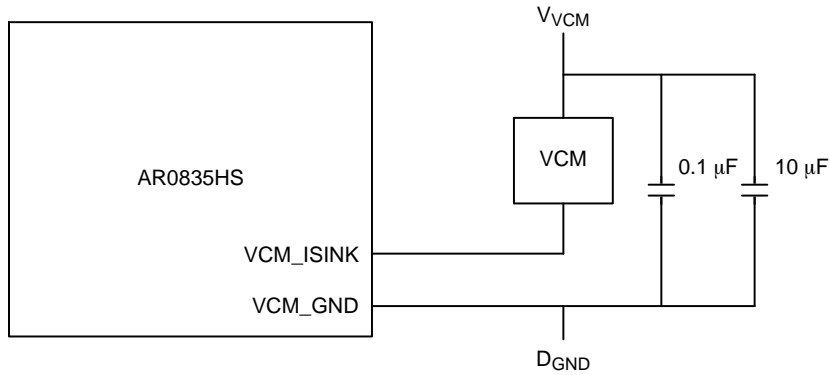 V_VCM
AR0835HS
VCM
0.1 μF
10 μF
VCM_ISINK
VCM_GND
D_GND